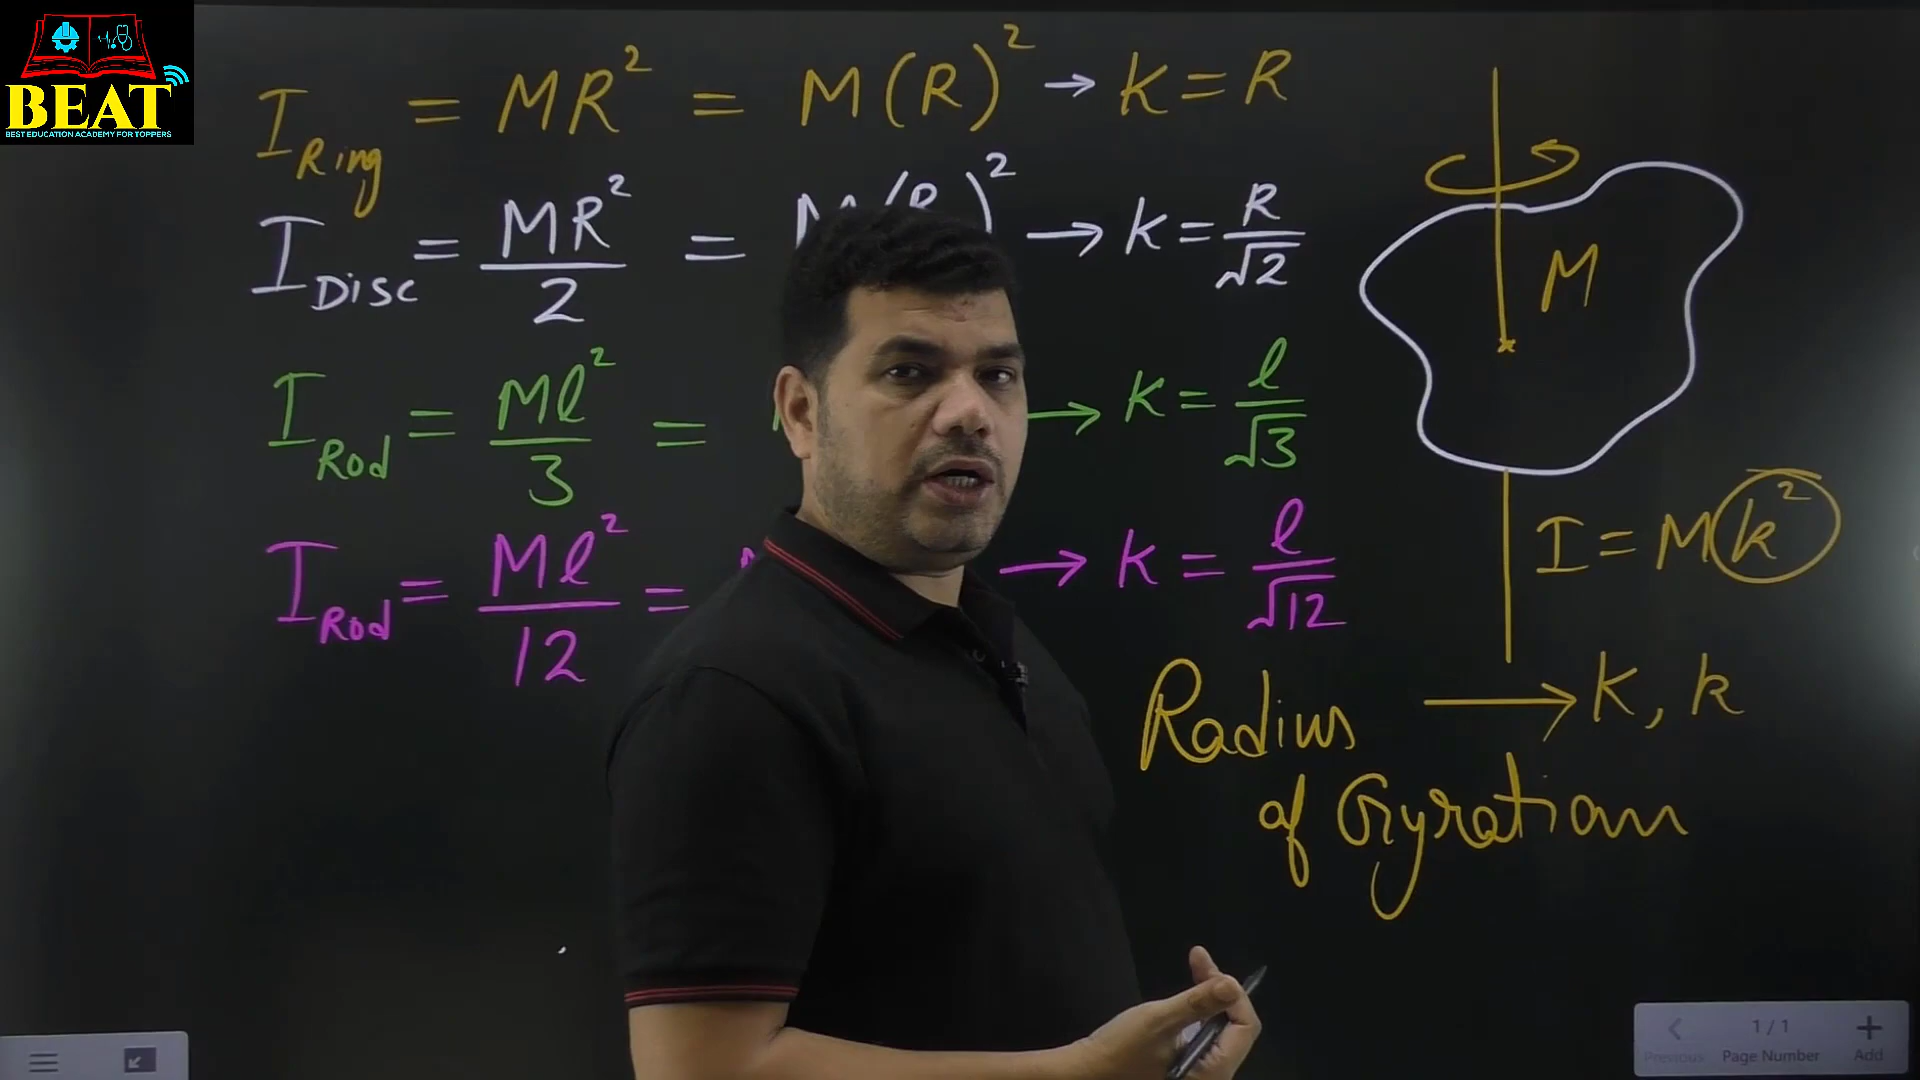 BEAT
BEST EDUCATION ACADEMY FOR TOPPERS
I_Ring = MR² = M(R)² → K = R
I_Disc = MR²/2 = M(R )² → K = R/√2
I_Rod = Ml²/3 = → K = l/√3
I_Rod = Ml²/12 = → K = l/√12
M
I = Mk²
Radius → K, k
of Gyration
1/1
Previous Page Number Add